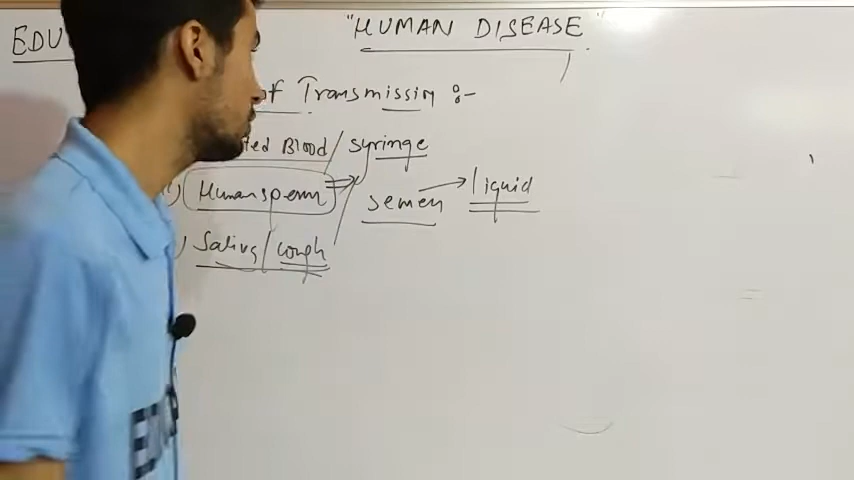 EDU
"HUMAN DISEASE"
of Transmission :-
ted Blood / syringe
) Human sperm ⇒ semen → liquid
) Saliva / cough